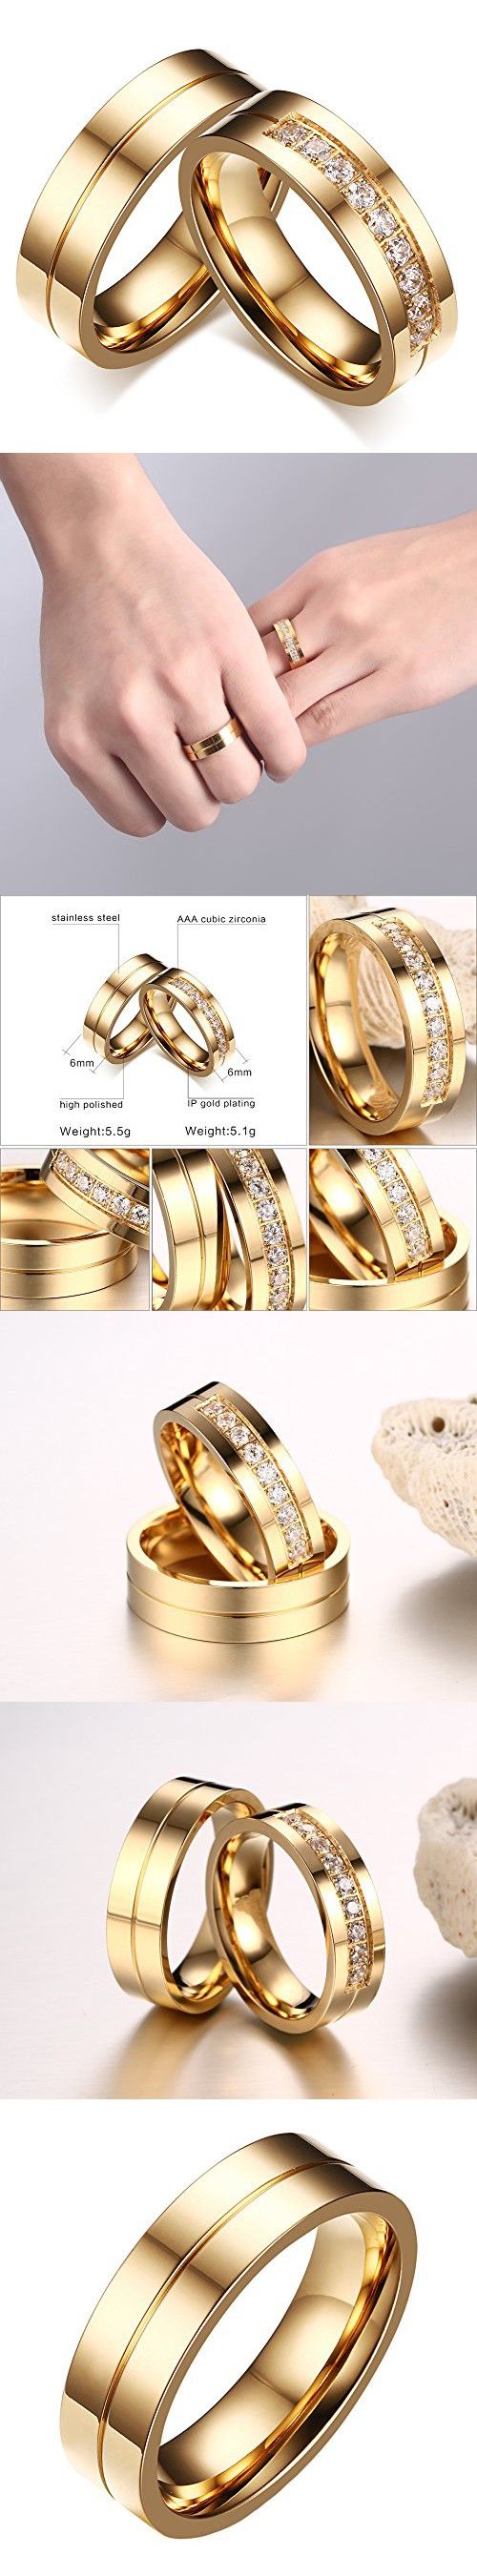 stainless steel
AAA cubic zirconia
6mm
6mm
high polished
IP gold plating
Weight:5.5g
Weight:5.1g